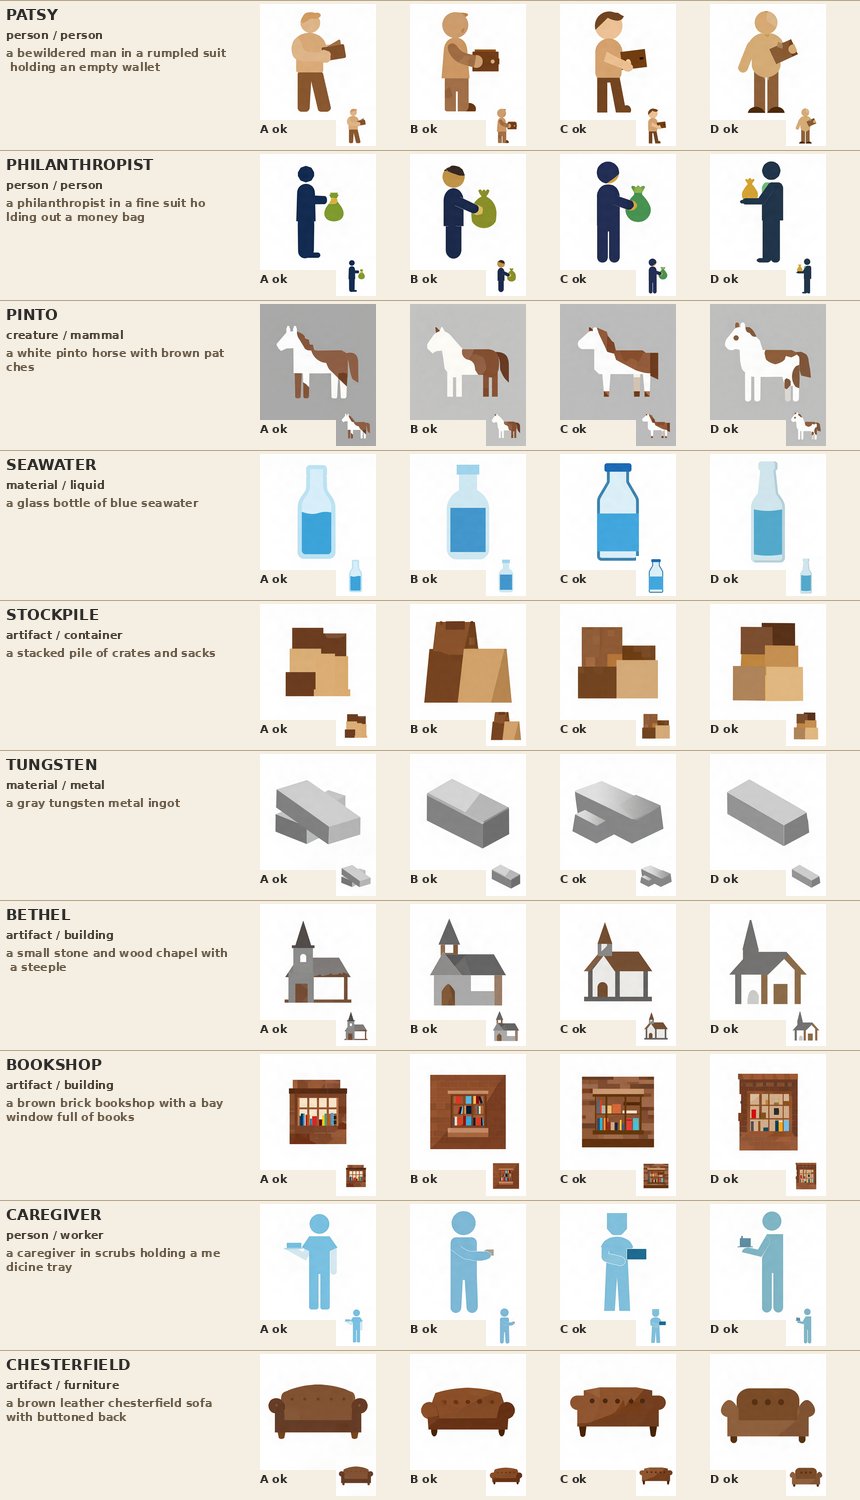 PATSY
person / person
a bewildered man in a rumpled suit
holding an empty wallet
A ok
B ok
C ok
D ok
PHILANTHROPIST
person / person
a philanthropist in a fine suit ho
lding out a money bag
A ok
B ok
C ok
D ok
PINTO
creature / mammal
a white pinto horse with brown pat
ches
A ok
B ok
C ok
D ok
SEAWATER
material / liquid
a glass bottle of blue seawater
A ok
B ok
C ok
D ok
STOCKPILE
artifact / container
a stacked pile of crates and sacks
A ok
B ok
C ok
D ok
TUNGSTEN
material / metal
a gray tungsten metal ingot
A ok
B ok
C ok
D ok
BETHEL
artifact / building
a small stone and wood chapel with
a steeple
A ok
B ok
C ok
D ok
BOOKSHOP
artifact / building
a brown brick bookshop with a bay
window full of books
A ok
B ok
C ok
D ok
CAREGIVER
person / worker
a caregiver in scrubs holding a me
dicine tray
A ok
B ok
C ok
D ok
CHESTERFIELD
artifact / furniture
a brown leather chesterfield sofa
with buttoned back
A ok
B ok
C ok
D ok